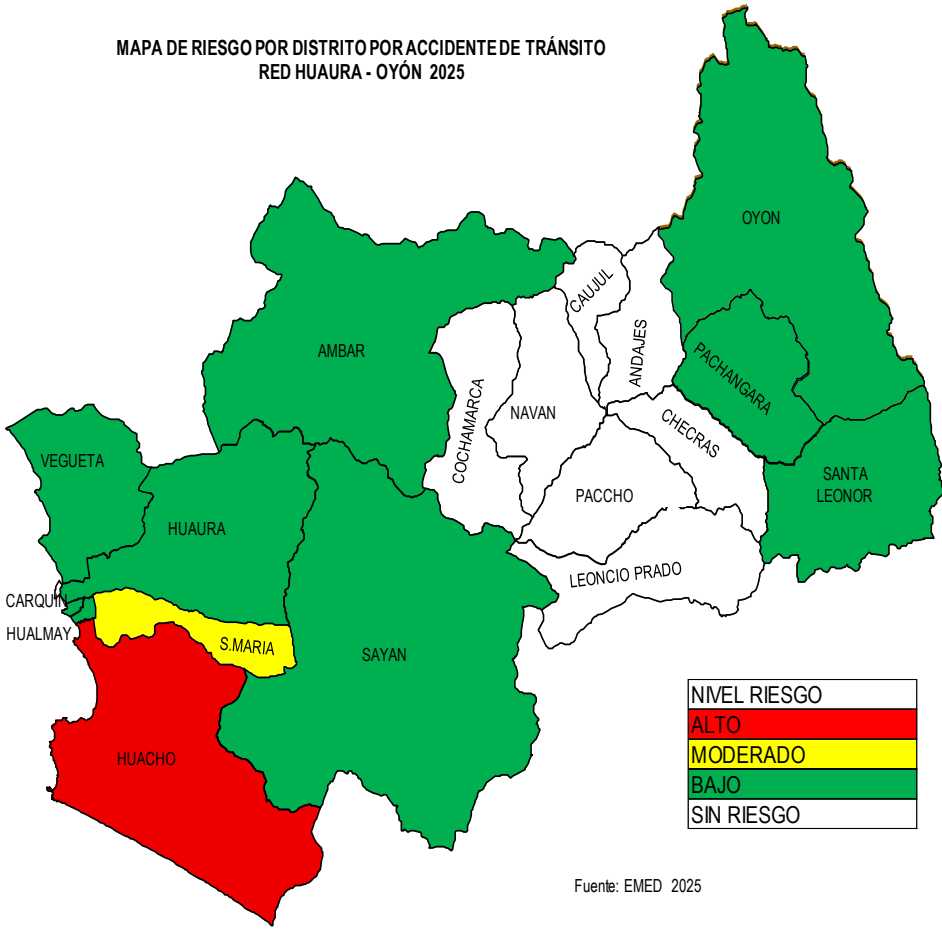 MAPA DE RIESGO POR DISTRITO POR ACCIDENTE DE TRÁNSITO
RED HUAURA - OYÓN 2025
OYON
CAUJUL
ANDAJES
AMBAR
PACHANGARA
COCHAMARCA
NAVAN
CHECRAS
VEGUETA
SANTA
LEONOR
PACCHO
HUAURA
LEONCIO PRADO
CARQUIN
HUALMAY
S.MARIA
SAYAN
HUACHO
NIVEL RIESGO
ALTO
MODERADO
BAJO
SIN RIESGO
Fuente: EMED 2025